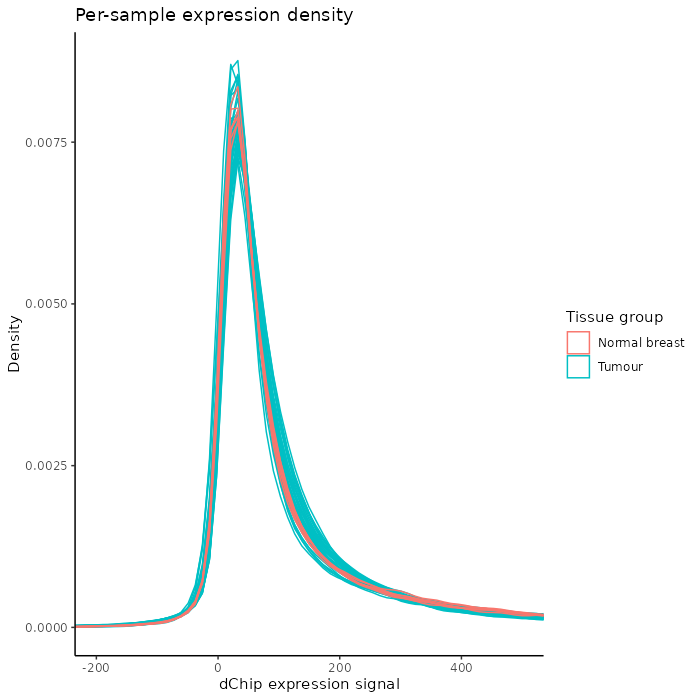 Per-sample expression density
0.0075
0.0050
0.0025
0.0000
Density
-200
0
200
400
dChip expression signal
Tissue group
Normal breast
Tumour